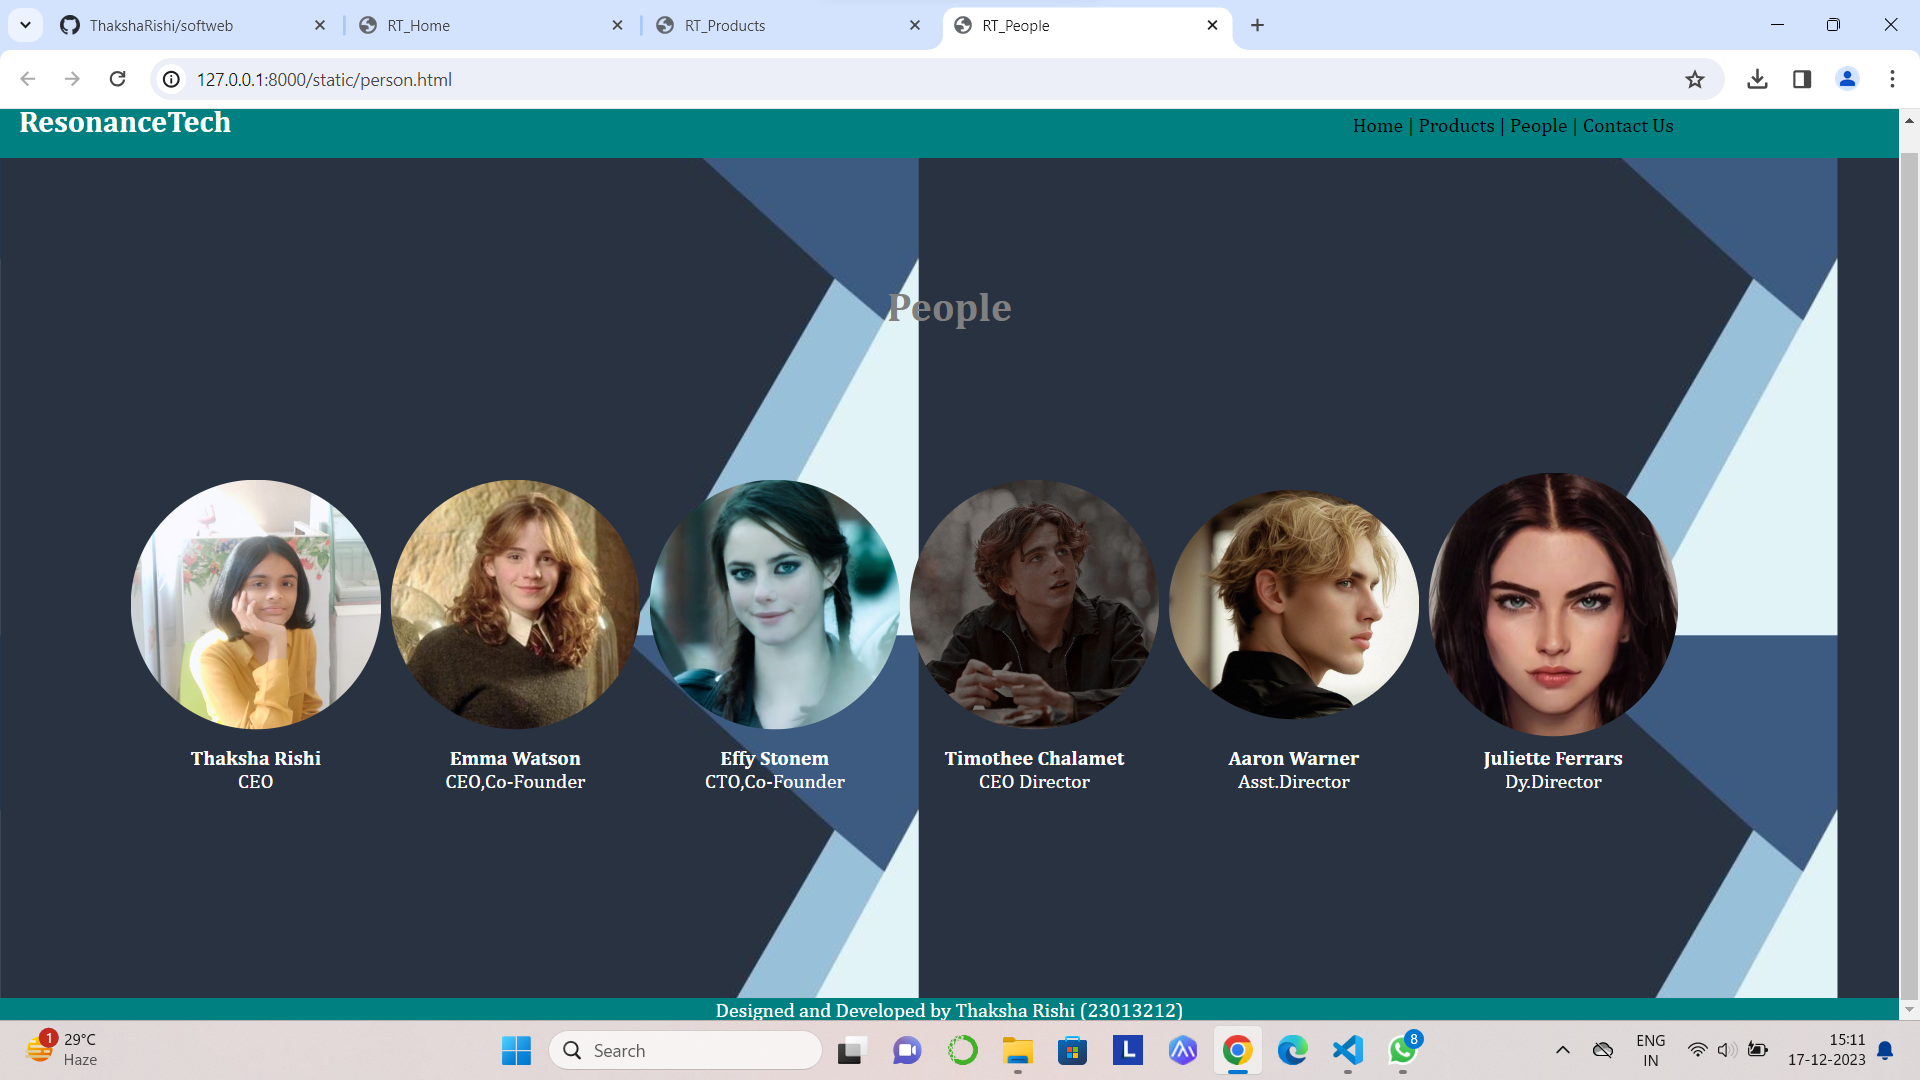 ThakshaRishi/softweb
RT_Home
RT_Products
RT_People
127.0.0.1:8000/static/person.html
ResonanceTech
Home | Products | People | Contact Us
People
Thaksha Rishi
CEO
Emma Watson
CEO,Co-Founder
Effy Stonem
CTO,Co-Founder
Timothee Chalamet
CEO Director
Aaron Warner
Asst.Director
Juliette Ferrars
Dy.Director
Designed and Developed by Thaksha Rishi (23013212)
1
29°C
Haze
Search
L
8
ENG
IN
15:11
17-12-2023